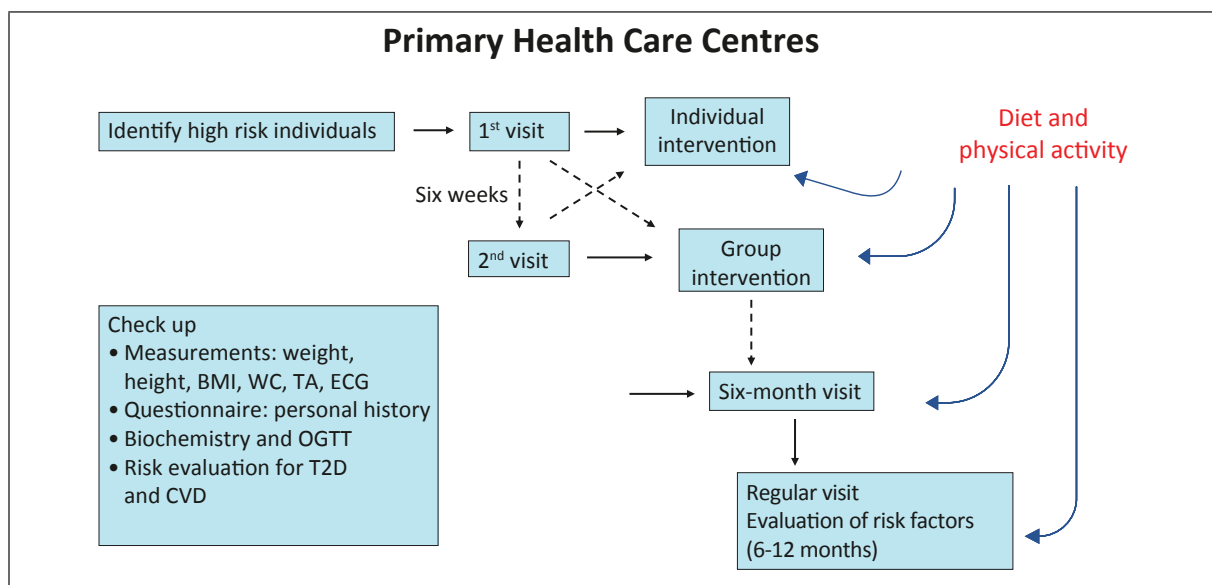 Primary Health Care Centres
Identify high risk individuals
1st visit
Individual
intervention
Diet and
physical activity
Six weeks
2nd visit
Group
intervention
Check up
• Measurements: weight,
height, BMI, WC, TA, ECG
• Questionnaire: personal history
• Biochemistry and OGTT
• Risk evaluation for T2D
and CVD
Six-month visit
Regular visit
Evaluation of risk factors
(6-12 months)